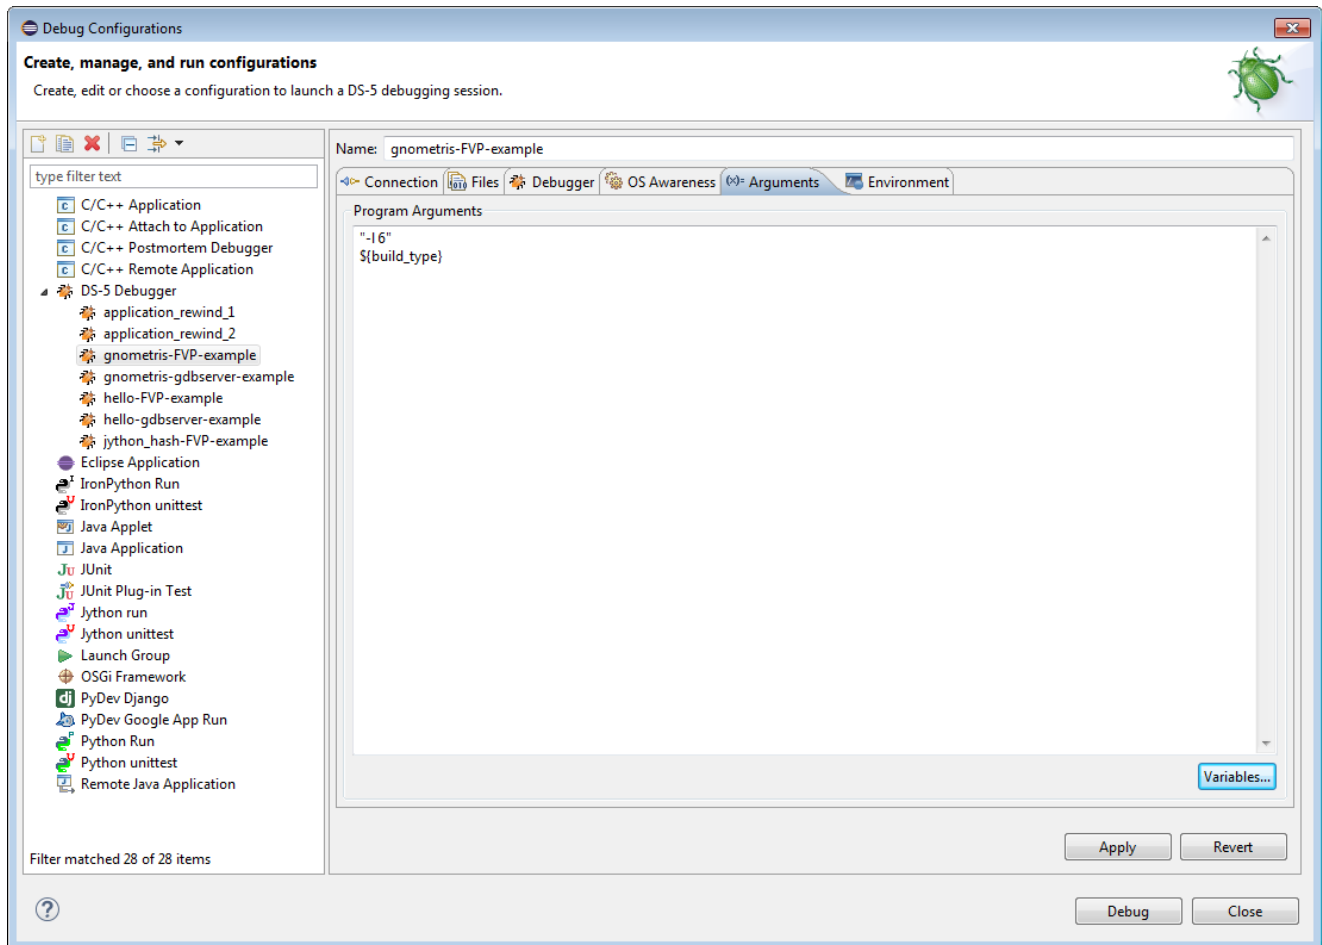 Debug Configurations
Create, manage, and run configurations
Create, edit or choose a configuration to launch a DS-5 debugging session.
type filter text
C/C++ Application
C/C++ Attach to Application
C/C++ Postmortem Debugger
C/C++ Remote Application
DS-5 Debugger
application_rewind_1
application_rewind_2
gnometris-FVP-example
gnometris-gdbserver-example
hello-FVP-example
hello-gdbserver-example
jython_hash-FVP-example
Eclipse Application
IronPython Run
IronPython unittest
Java Applet
Java Application
JUnit
JUnit Plug-in Test
Jython run
Jython unittest
Launch Group
OSGi Framework
PyDev Django
PyDev Google App Run
Python Run
Python unittest
Remote Java Application
Filter matched 28 of 28 items
Name: gnometris-FVP-example
Connection Files Debugger OS Awareness (x)= Arguments Environment
Program Arguments
"-l 6"
${build_type}
Variables...
Apply Revert
Debug Close